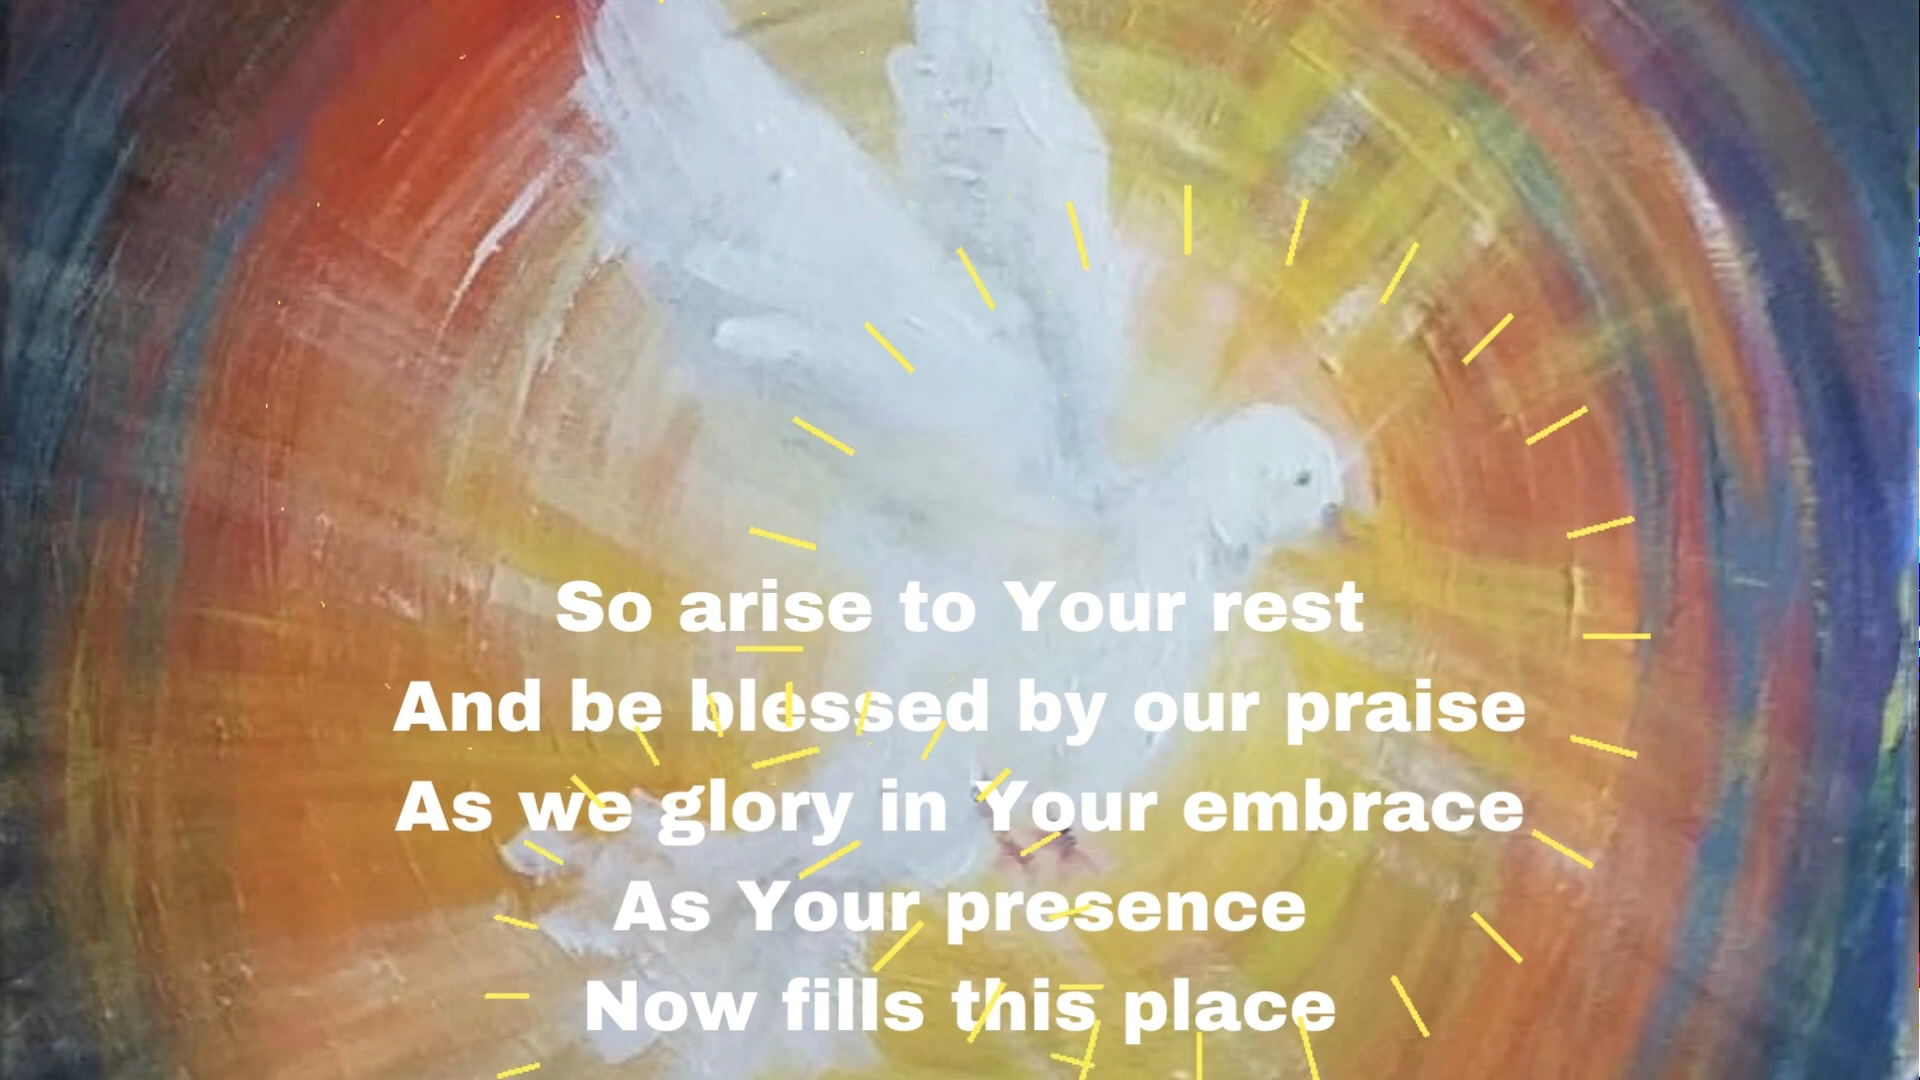 So arise to Your rest
And be blessed by our praise
As we glory in Your embrace
As Your presence
Now fills this place